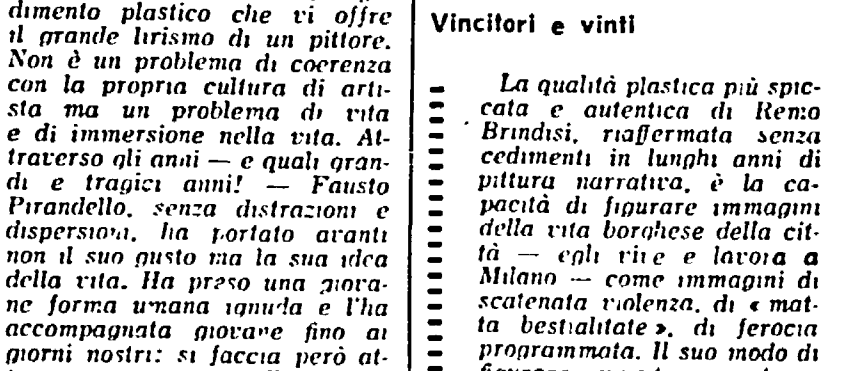 dimento plastico che vi offre
il grande lirismo di un pittore.
Non è un problema di coerenza
con la propria cultura di arti-
sta ma un problema di vita
e di immersione nella vita. At-
traverso gli anni — e quali gran-
di e tragici anni! — Fausto
Pirandello, senza distrazioni e
dispersioni, ha portato avanti
non il suo gusto ma la sua idea
della vita. Ha preso una giova-
ne forma umana ignuda e l'ha
accompagnata giovane fino ai
giorni nostri: si faccia però at-
Vincitori e vinti
La qualità plastica più spic-
cata e autentica di Remo
Brindisi, riaffermata senza
cedimenti in lunghi anni di
pittura narrativa, è la ca-
pacità di figurare immagini
della vita borghese della cit-
tà — egli vive e lavora a
Milano — come immagini di
scatenata violenza, di « mat-
ta bestialitate », di ferocia
programmata. Il suo modo di